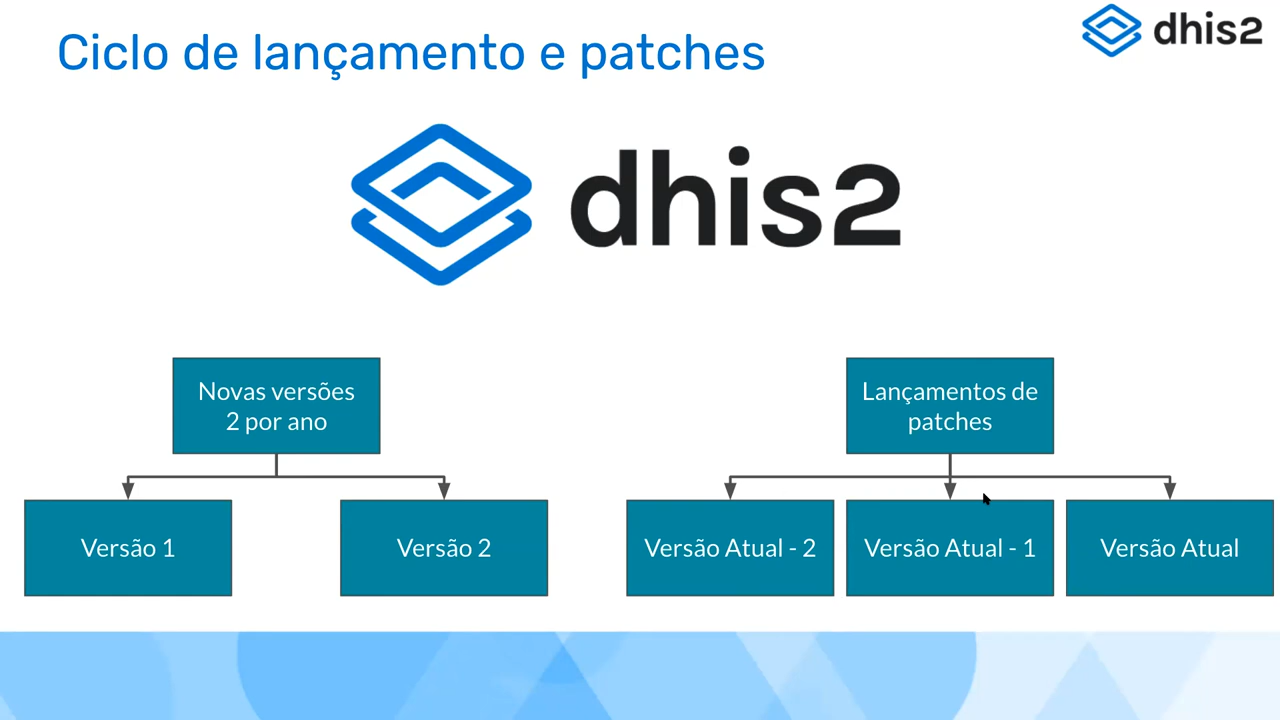 Ciclo de lançamento e patches
dhis2
dhis2
Novas versões
2 por ano
Versão 1
Versão 2
Lançamentos de
patches
Versão Atual - 2
Versão Atual - 1
Versão Atual